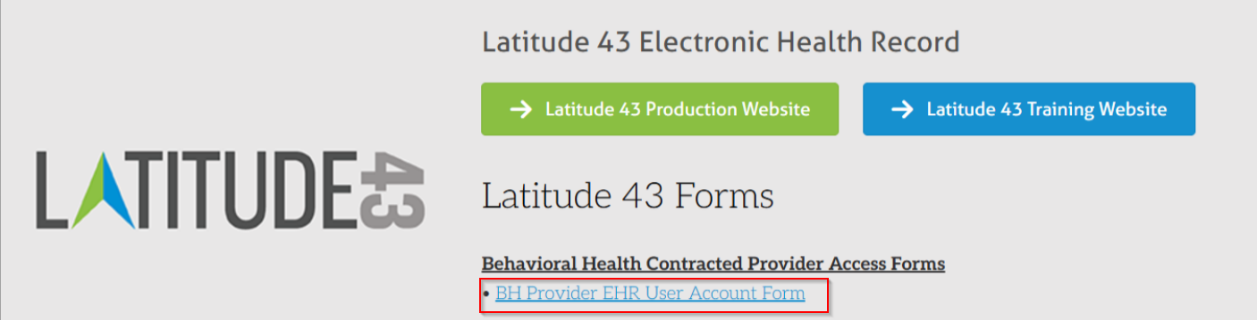 Latitude 43 Electronic Health Record
→ Latitude 43 Production Website
→ Latitude 43 Training Website
LATITUDE43
Latitude 43 Forms
Behavioral Health Contracted Provider Access Forms
• BH Provider EHR User Account Form